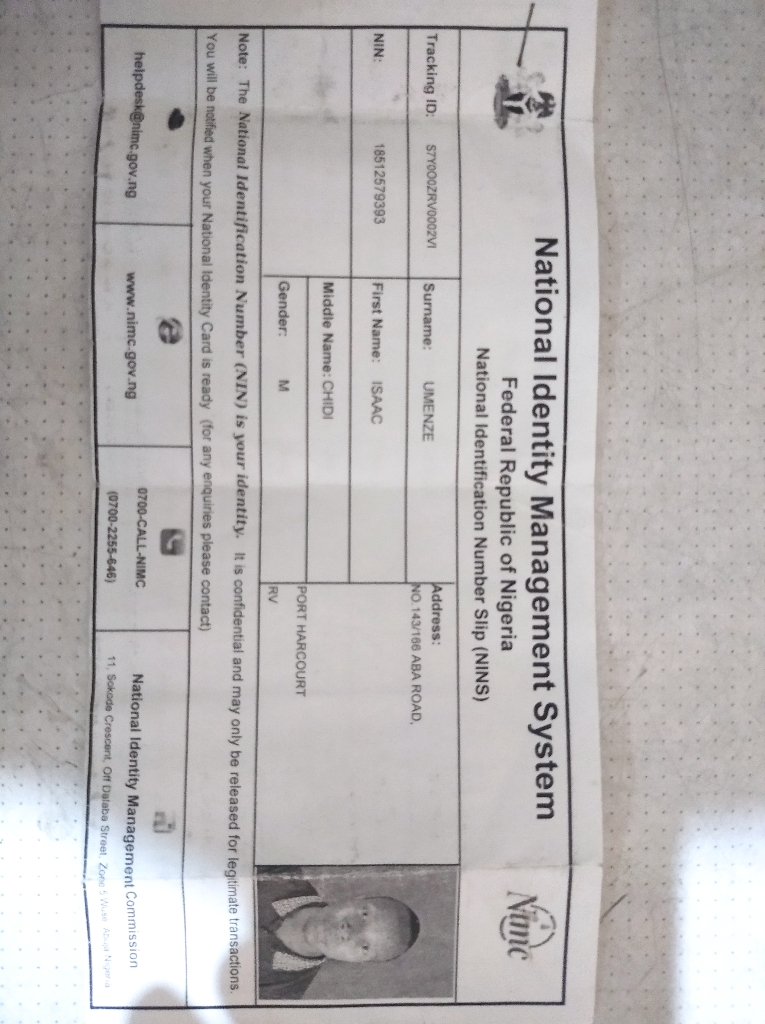 National Identity Management System
Federal Republic of Nigeria
National Identification Number Slip (NINS)
Nimc
Tracking ID: S7Y0O0ZRV0002VI
Surname: UMENZE
Address:
NO.143/166 ABA ROAD,
NIN: 18512579393
First Name: ISAAC
Middle Name: CHIDI
PORT HARCOURT
Gender: M
RV
Note: The National Identification Number (NIN) is your identity. It is confidential and may only be released for legitimate transactions.
You will be notified when your National Identity Card is ready (for any enquiries please contact)
helpdesk@nimc.gov.ng
www.nimc.gov.ng
0700-CALL-NIMC
(0700-2255-646)
National Identity Management Commission
11, Sokode Crescent, Off Dalaba Street, Zone 5 Wuse, Abuja Nigeria